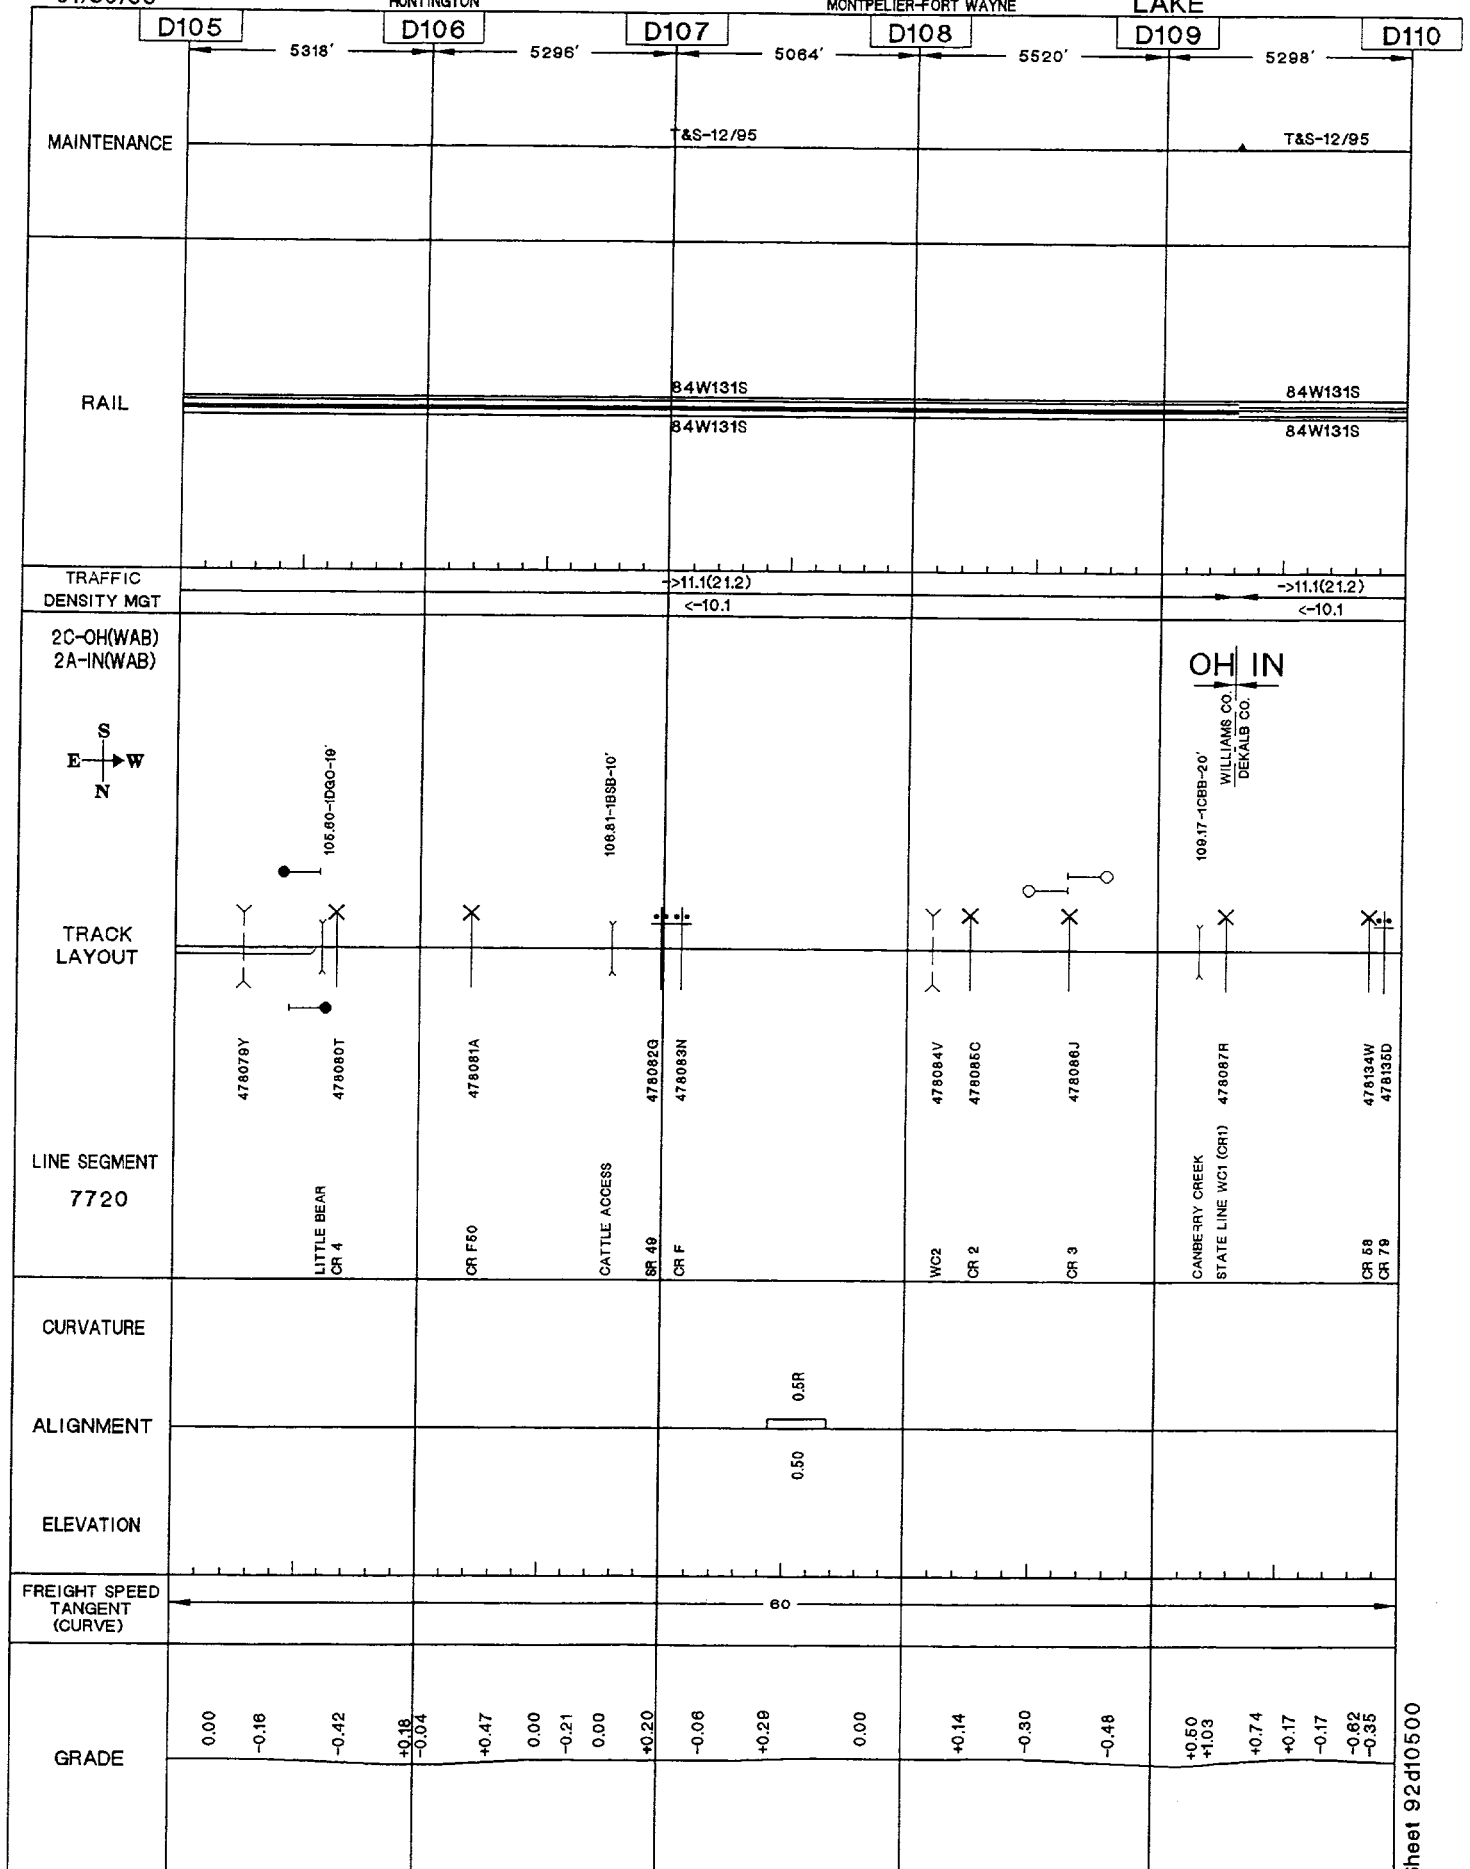 HUNTINGTON
MONTPELIER-FORT WAYNE
LAKE
D105 D106 D107 D108 D109 D110
5318' 5296' 5064' 5520' 5298'
MAINTENANCE
T&S-12/95 T&S-12/95
RAIL
84W131S 84W131S
84W131S 84W131S
TRAFFIC
DENSITY MGT
->11.1(21.2) ->11.1(21.2)
<-10.1 <-10.1
2C-OH(WAB)
2A-IN(WAB)
OH IN
WILLIAMS CO.
DEKALB CO.
S
E W
N
105.60-1DGO-19'
106.81-1BSB-10'
109.17-1CBB-20'
TRACK
LAYOUT
478079Y
478080T
478081A
478082G
478083N
478084V
478085C
478086J
478087R
478134W
478135D
LINE SEGMENT
7720
LITTLE BEAR
CR 4
CR F50
CATTLE ACCESS
SR 49
CR F
WC2
CR 2
CR 3
CANBERRY CREEK
STATE LINE WC1 (CR1)
CR 58
CR 79
CURVATURE
0.5R
ALIGNMENT
0.50
ELEVATION
FREIGHT SPEED
TANGENT
(CURVE)
60
GRADE
0.00
-0.16
-0.42
+0.18
-0.04
+0.47
0.00
-0.21
0.00
+0.20
-0.06
+0.29
0.00
+0.14
-0.30
-0.48
+0.50
+1.03
+0.74
+0.17
-0.17
-0.62
-0.35
heet 92d10500